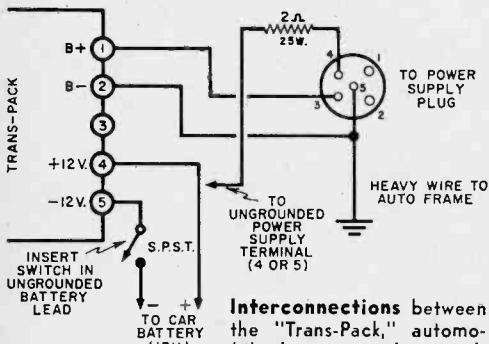 TRANS-PACK
B+
1
B-
2
3
+12 V.
4
-12 V.
5
2Ω
25W.
4
1
5
3
2
TO POWER
SUPPLY
PLUG
HEAVY WIRE TO
AUTO FRAME
TO
UNGROUNDED
POWER
SUPPLY
TERMINAL
(4 OR 5)
S.P.S.T.
INSERT
SWITCH IN
UNGROUNDED
BATTERY
LEAD
- +
TO CAR
BATTERY
Interconnections between
the "Trans-Pack," automo-